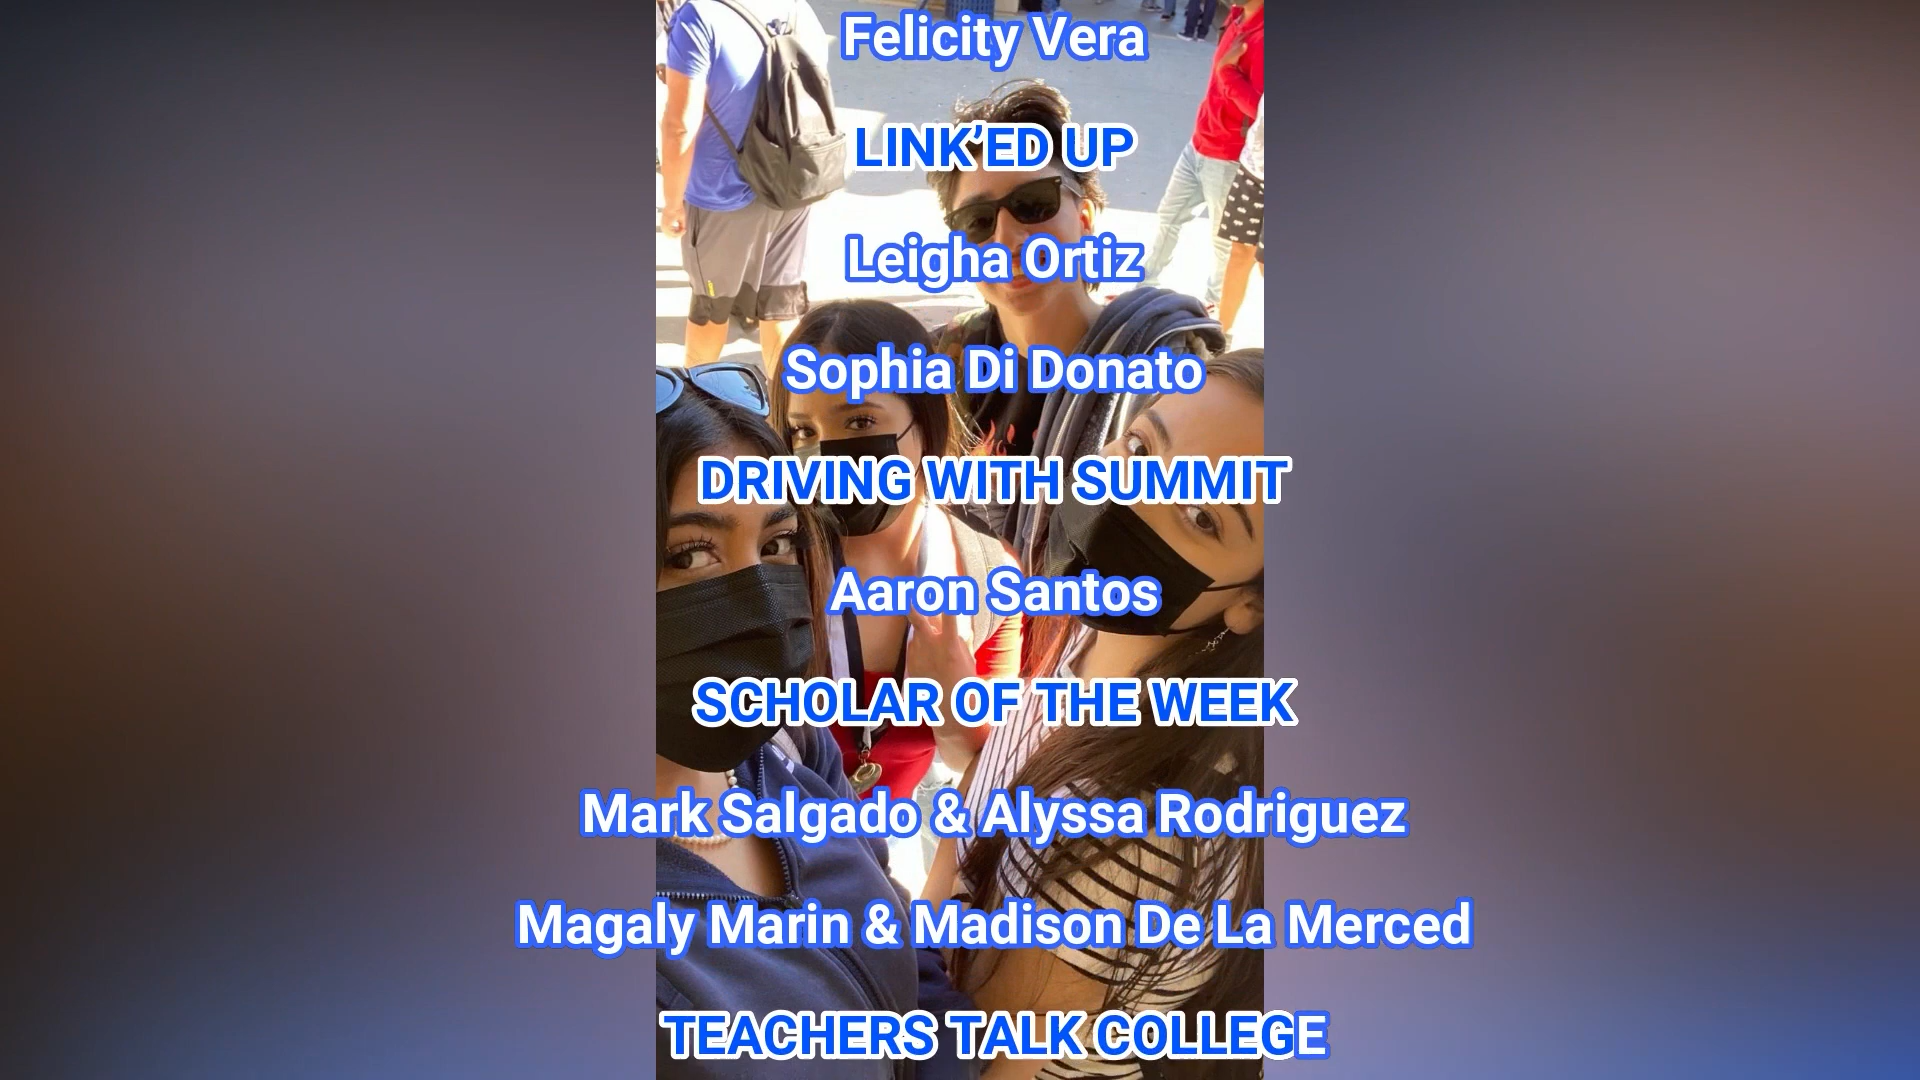 Felicity Vera
LINK’ED UP
Leigha Ortiz
Sophia Di Donato
DRIVING WITH SUMMIT
Aaron Santos
SCHOLAR OF THE WEEK
Mark Salgado & Alyssa Rodriguez
Magaly Marin & Madison De La Merced
TEACHERS TALK COLLEGE